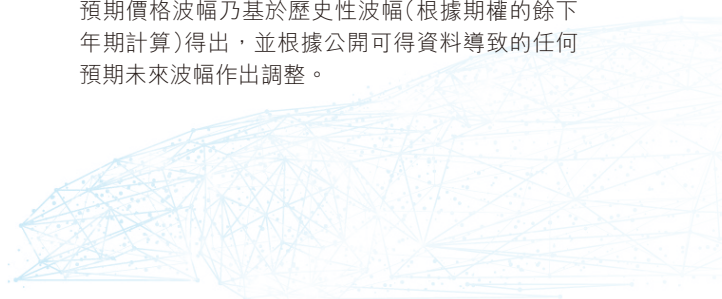 預期價格波幅乃基於歷史性波幅(根據期權的餘下
年期計算)得出，並根據公開可得資料導致的任何
預期未來波幅作出調整。